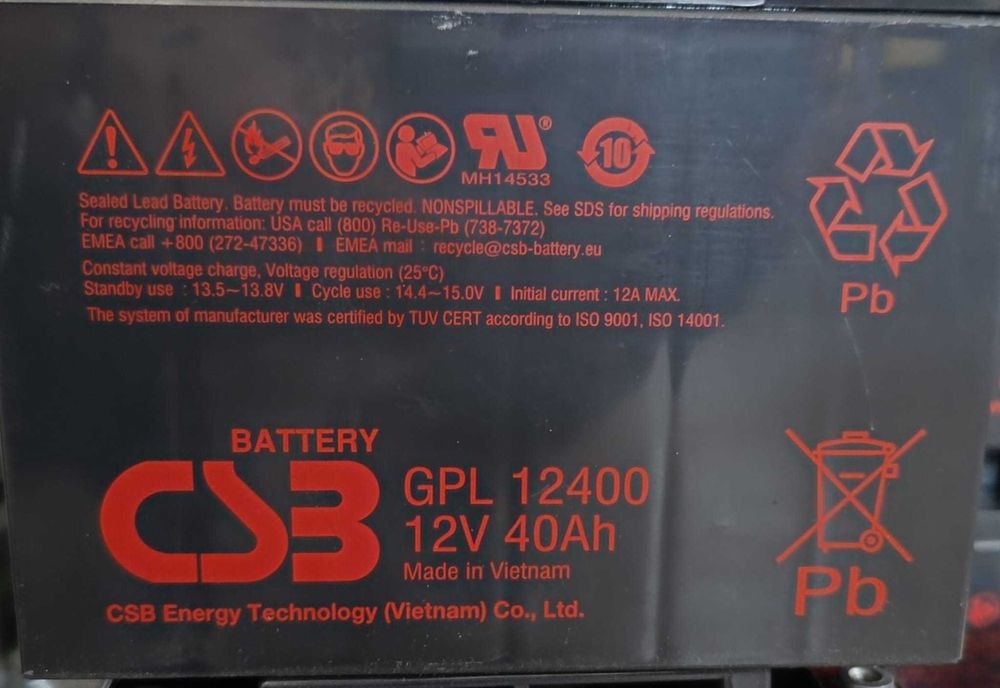 MH14533
10
Sealed Lead Battery. Battery must be recycled. NONSPILLABLE. See SDS for shipping regulations.
For recycling information: USA call (800) Re-Use-Pb (738-7372)
EMEA call +800 (272-47336) ▌ EMEA mail : recycle@csb-battery.eu
Constant voltage charge, Voltage regulation (25°C)
Standby use : 13.5~13.8V ▌ Cycle use : 14.4~15.0V ▌ Initial current : 12A MAX.
The system of manufacturer was certified by TUV CERT according to ISO 9001, ISO 14001.
Pb
BATTERY
CSB
GPL 12400
12V 40Ah
Made in Vietnam
CSB Energy Technology (Vietnam) Co., Ltd.
Pb